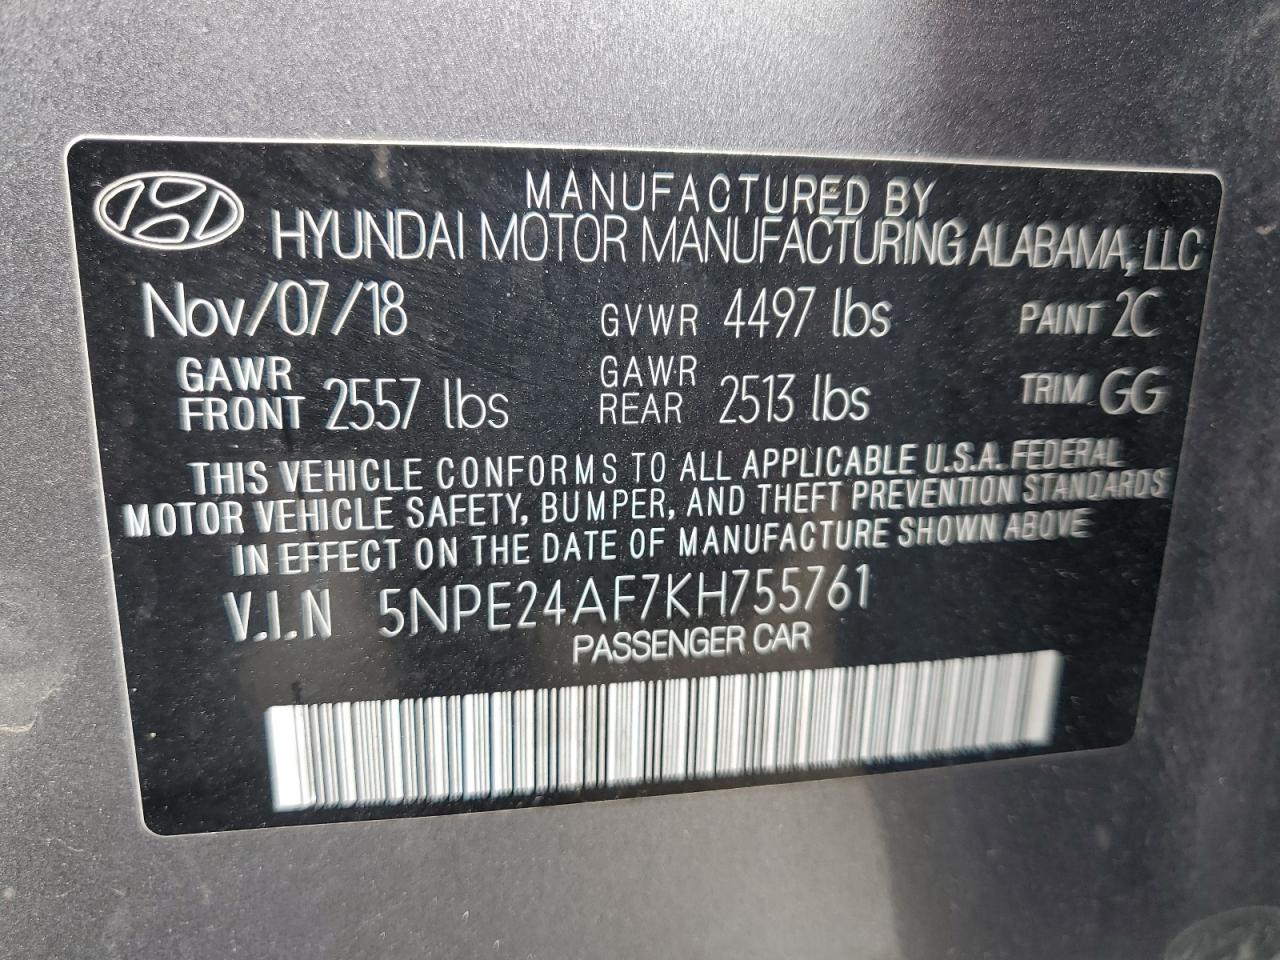 MANUFACTURED BY
HYUNDAI MOTOR MANUFACTURING ALABAMA, LLC
Nov/07/18 GVWR 4497 lbs PAINT 2C
GAWR FRONT 2557 lbs GAWR REAR 2513 lbs TRIM GG
THIS VEHICLE CONFORMS TO ALL APPLICABLE U.S.A. FEDERAL
MOTOR VEHICLE SAFETY, BUMPER, AND THEFT PREVENTION STANDARDS
IN EFFECT ON THE DATE OF MANUFACTURE SHOWN ABOVE
V.I.N 5NPE24AF7KH755761
PASSENGER CAR